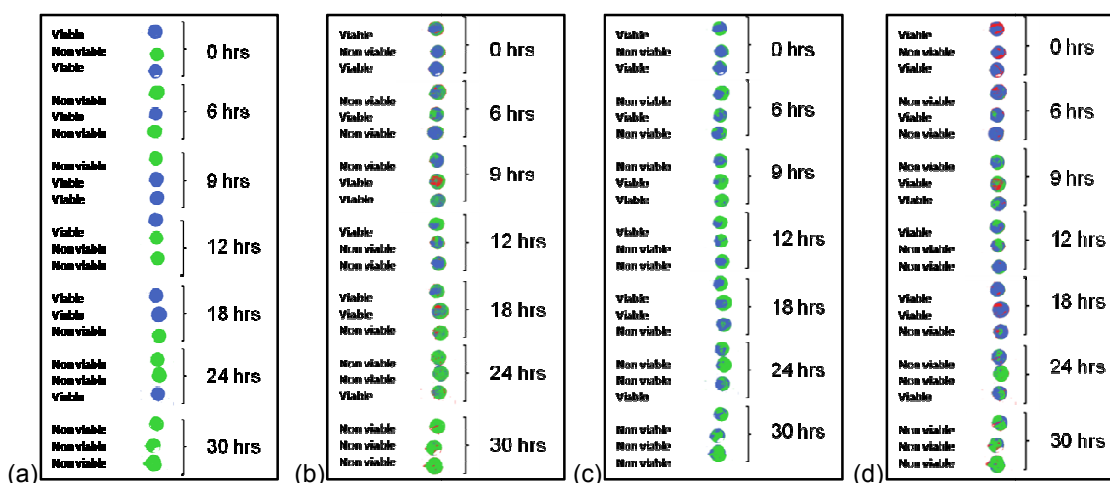 (a)
Viable
Non viable
Viable
0 hrs
Non viable
Viable
Non viable
6 hrs
Non viable
Viable
Viable
9 hrs
Viable
Non viable
Non viable
12 hrs
Viable
Viable
Non viable
18 hrs
Non viable
Non viable
Viable
24 hrs
Non viable
Non viable
Non viable
30 hrs
(b)
Viable
Non viable
Viable
0 hrs
Non viable
Viable
Non viable
6 hrs
Non viable
Viable
Viable
9 hrs
Viable
Non viable
Non viable
12 hrs
Viable
Viable
Non viable
18 hrs
Non viable
Non viable
Viable
24 hrs
Non viable
Non viable
Non viable
30 hrs
(c)
Viable
Non viable
Viable
0 hrs
Non viable
Viable
Non viable
6 hrs
Non viable
Viable
Viable
9 hrs
Viable
Non viable
Non viable
12 hrs
Viable
Viable
Non viable
18 hrs
Non viable
Non viable
Viable
24 hrs
Non viable
Non viable
Non viable
30 hrs
(d)
Viable
Non viable
Viable
0 hrs
Non viable
Viable
Non viable
6 hrs
Non viable
Viable
Viable
9 hrs
Viable
Non viable
Non viable
12 hrs
Viable
Viable
Non viable
18 hrs
Non viable
Non viable
Viable
24 hrs
Non viable
Non viable
Non viable
30 hrs